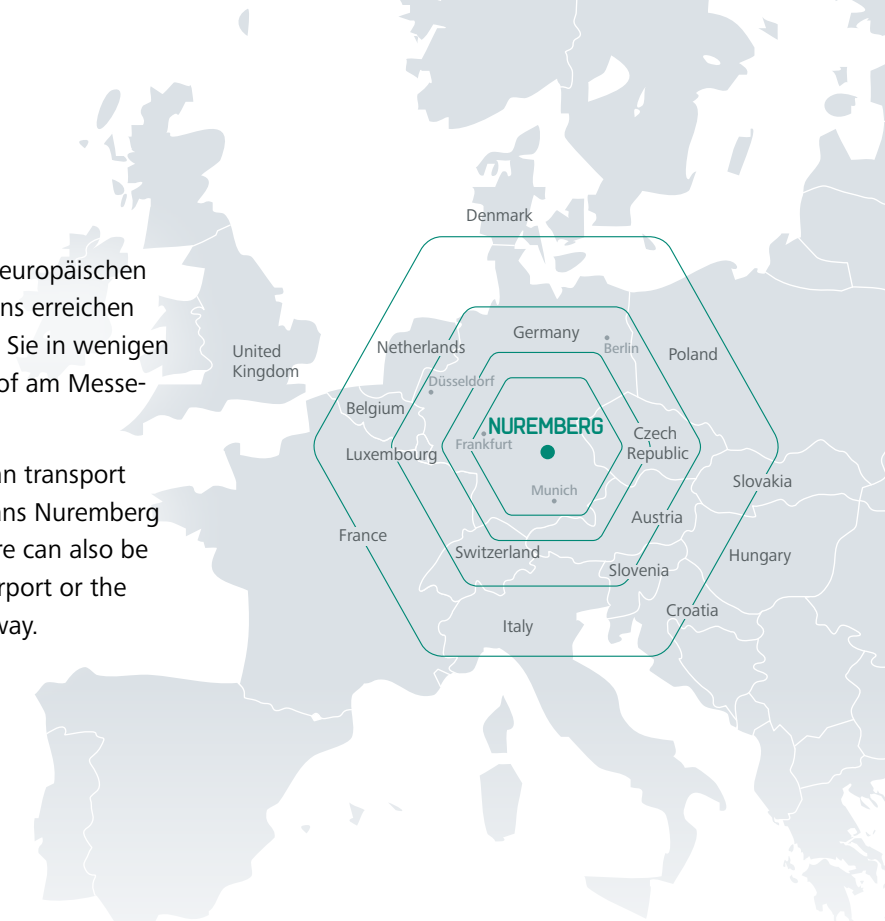 europäischen
ns erreichen
Sie in wenigen
of am Messe-
an transport
ans Nuremberg
re can also be
rport or the
vay.
Denmark
Germany
Berlin
Netherlands
United
Kingdom
Poland
Düsseldorf
Belgium
NUREMBERG
Frankfurt
Czech
Republic
Luxembourg
Slovakia
Munich
Austria
France
Switzerland
Hungary
Slovenia
Croatia
Italy